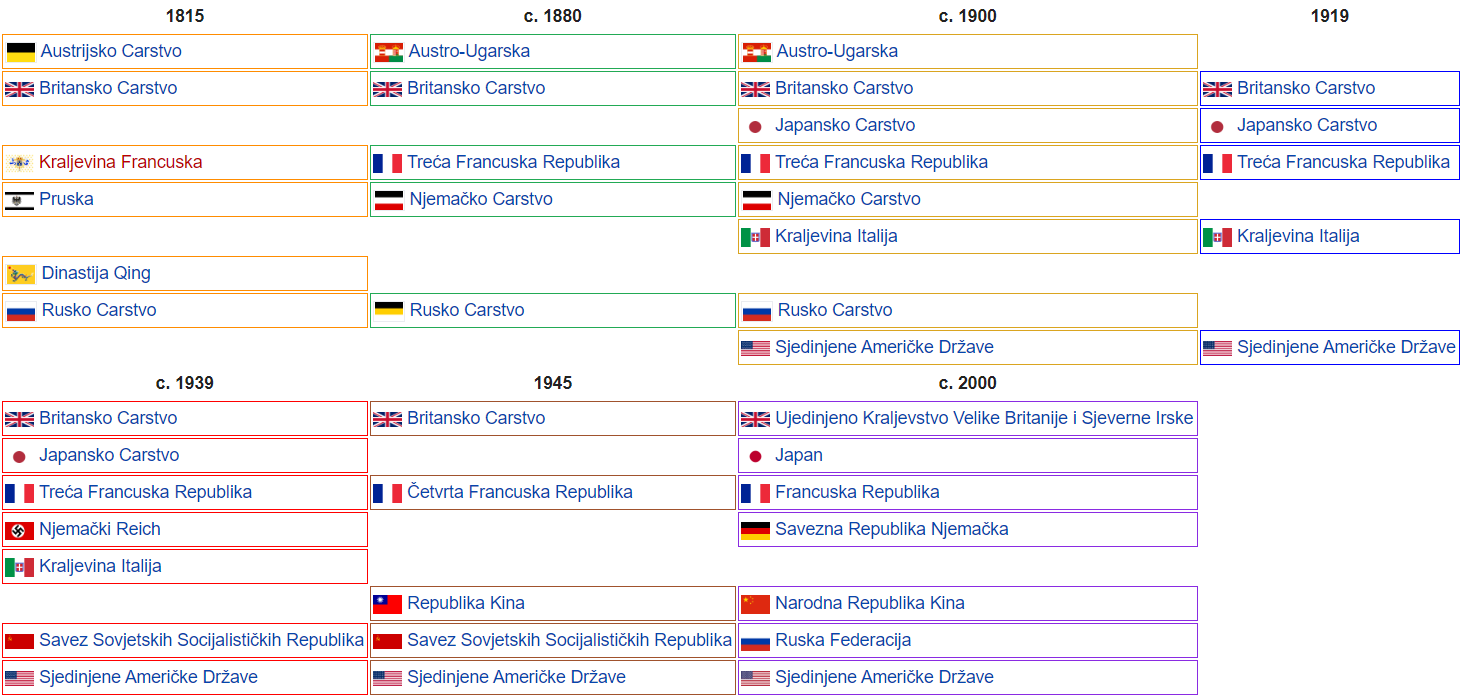 1815 c. 1880 c. 1900 1919
Austrijsko Carstvo Austro-Ugarska Austro-Ugarska
Britansko Carstvo Britansko Carstvo Britansko Carstvo Britansko Carstvo
Japansko Carstvo Japansko Carstvo
Kraljevina Francuska Treća Francuska Republika Treća Francuska Republika Treća Francuska Republika
Pruska Njemačko Carstvo Njemačko Carstvo
Kraljevina Italija Kraljevina Italija
Dinastija Qing
Rusko Carstvo Rusko Carstvo Rusko Carstvo
Sjedinjene Američke Države Sjedinjene Američke Države
c. 1939 1945 c. 2000
Britansko Carstvo Britansko Carstvo Ujedinjeno Kraljevstvo Velike Britanije i Sjeverne Irske
Japansko Carstvo Japan
Treća Francuska Republika Četvrta Francuska Republika Francuska Republika
Njemački Reich Savezna Republika Njemačka
Kraljevina Italija
Republika Kina Narodna Republika Kina
Savez Sovjetskih Socijalističkih Republika Savez Sovjetskih Socijalističkih Republika Ruska Federacija
Sjedinjene Američke Države Sjedinjene Američke Države Sjedinjene Američke Države